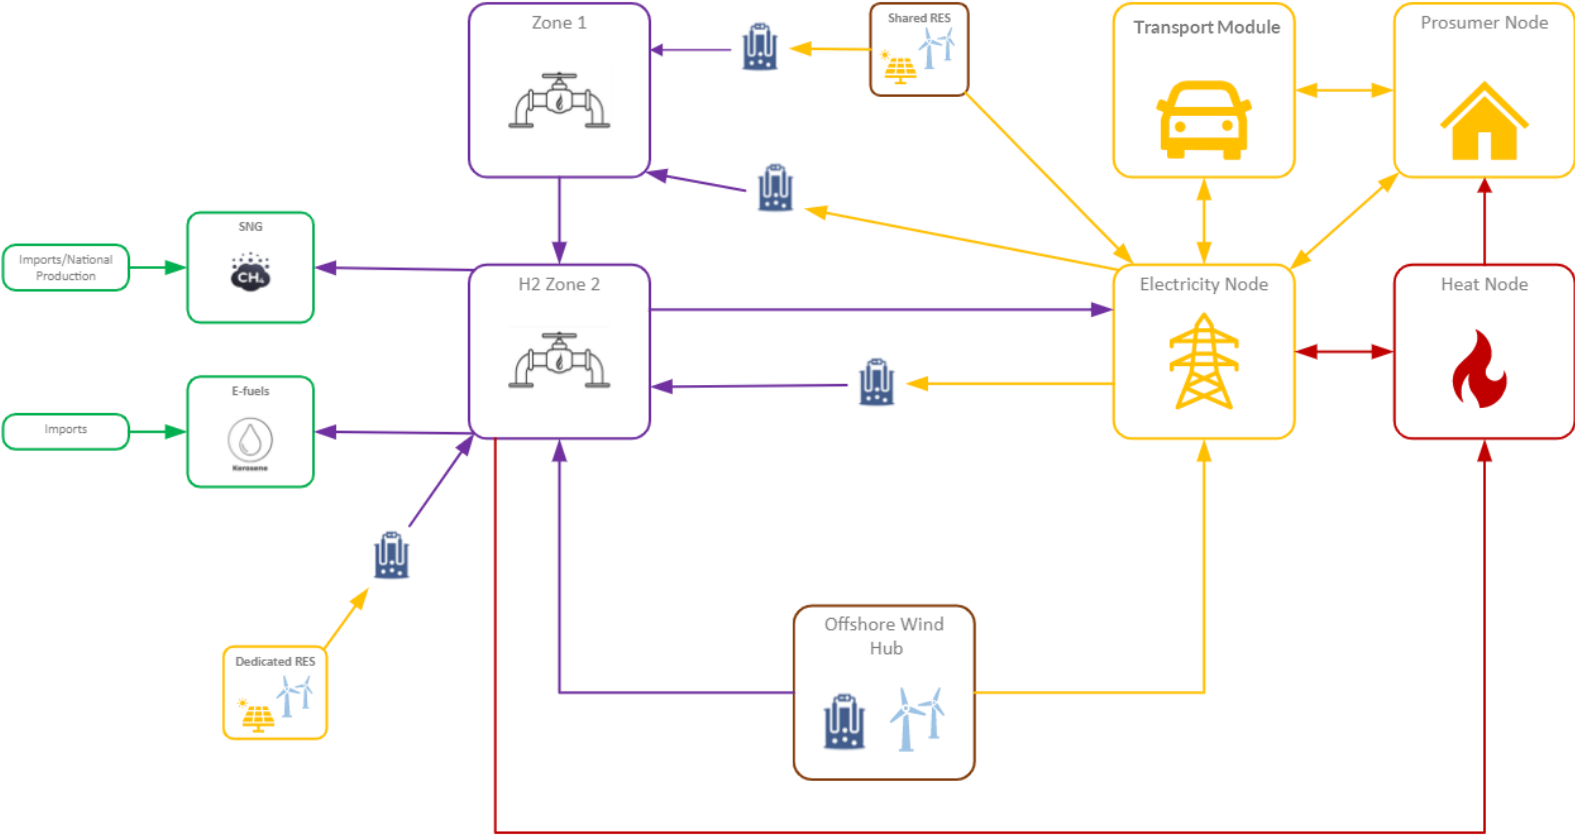 Zone 1
Shared RES
Transport Module
Prosumer Node
SNG
CH4
Imports/National
Production
H2 Zone 2
Electricity Node
Heat Node
E-fuels
Kerosene
Imports
Offshore Wind
Hub
Dedicated RES